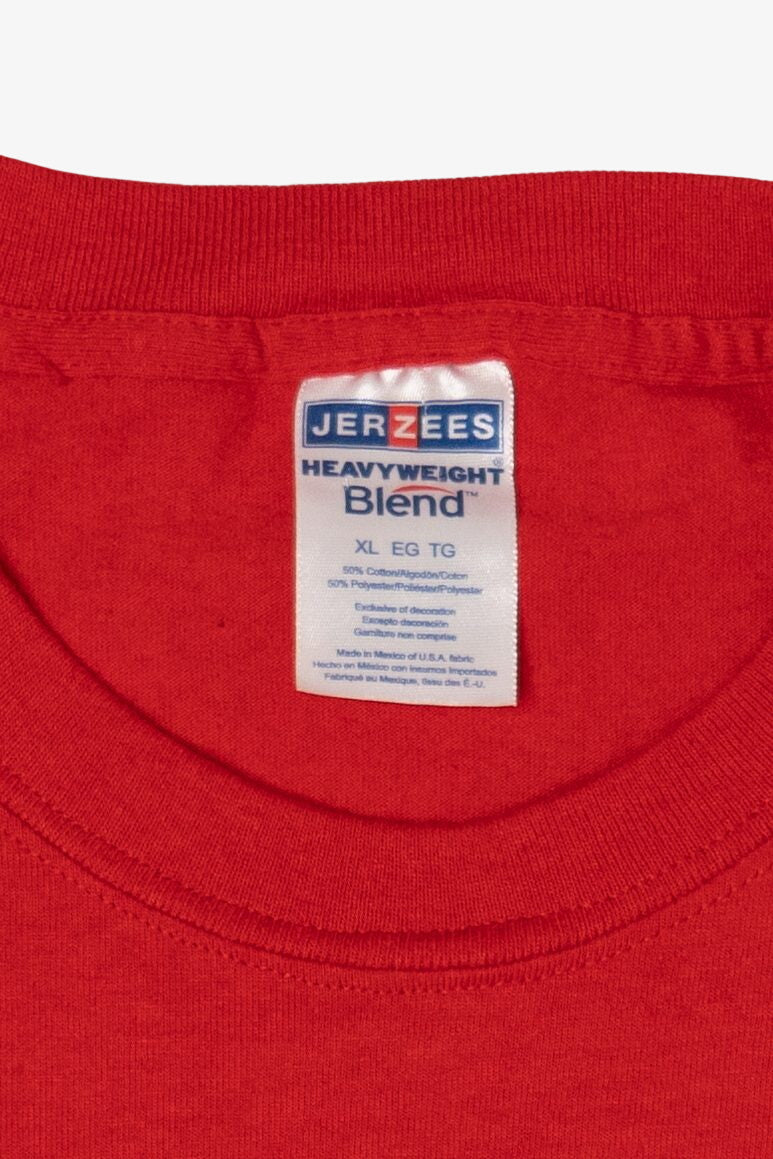 JERZEES
HEAVYWEIGHT®
Blend™
XL EG TG
50% Cotton/Algodón/Coton
50% Polyester/Poliéster/Polyester
Exclusive of decoration
Excepto decoración
Garniture non comprise
Made in Mexico of U.S.A. fabric
Hecho en México con insumos importados
Fabriqué au Mexique, tissu des É.-U.